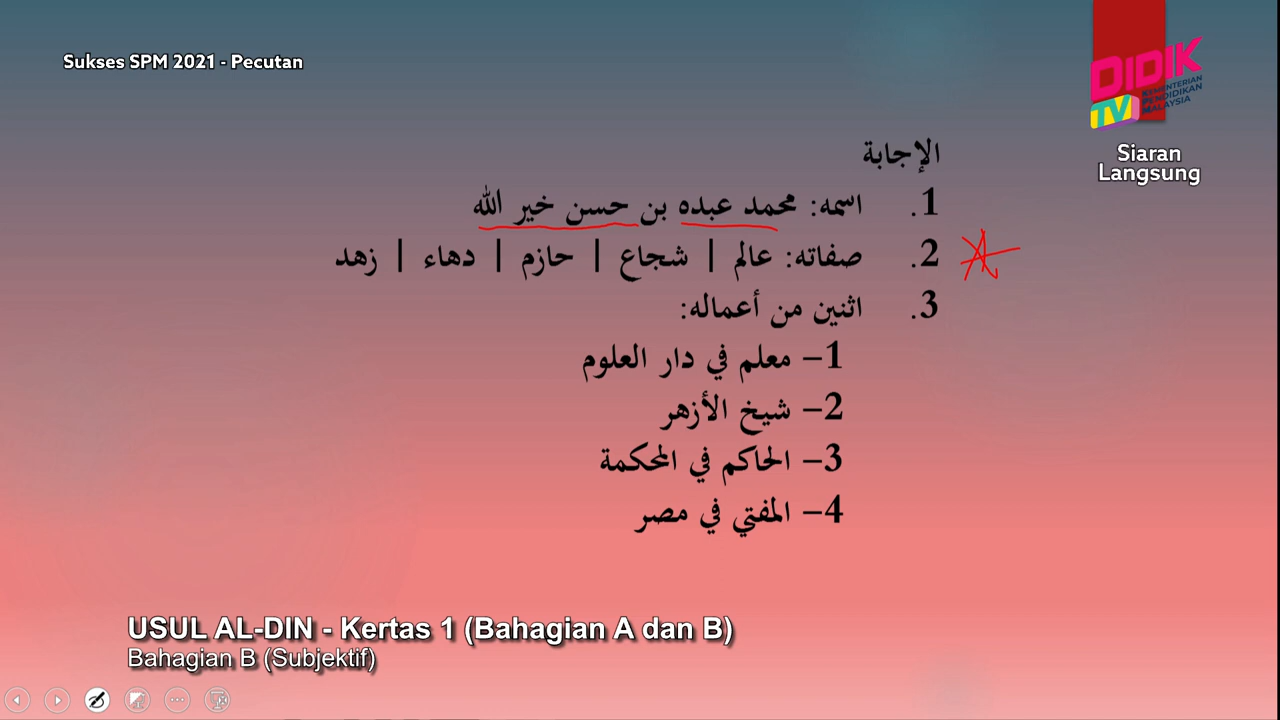 Sukses SPM 2021 - Pecutan
DIDIK
TV
KEMENTERIAN
PENDIDIKAN
MALAYSIA
Siaran
Langsung
الإجابة
1. اسمه: محمد عبده بن حسن خير الله
2. صفاته: عالم | شجاع | حازم | دهاء | زهد
3. اثنين من أعماله:
1- معلم في دار العلوم
2- شيخ الأزهر
3- الحاكم في المحكمة
4- المفتي في مصر
USUL AL-DIN - Kertas 1 (Bahagian A dan B)
Bahagian B (Subjektif)